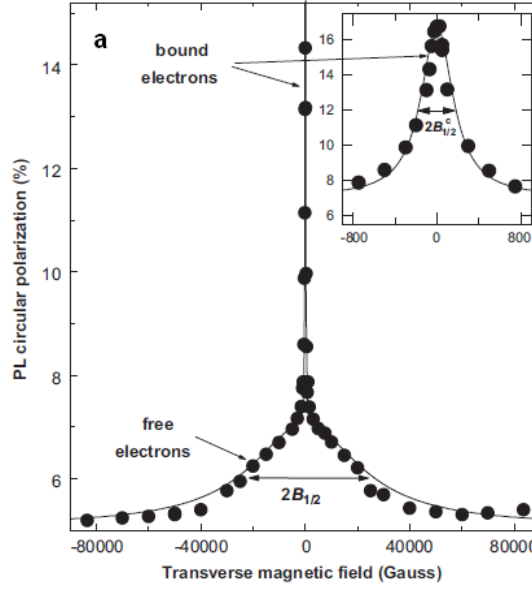 a
bound
electrons
14
12
10
8
6
PL circular polarization (%)
free
electrons
2B1/2
-80000
-40000
0
40000
80000
Transverse magnetic field (Gauss)
16
14
12
10
8
6
2B1/2c
-800
0
800